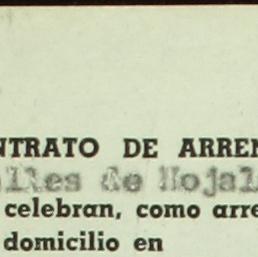 NTRATO DE ARREN
lles de Hojal
celebran, como arre
domicilio en